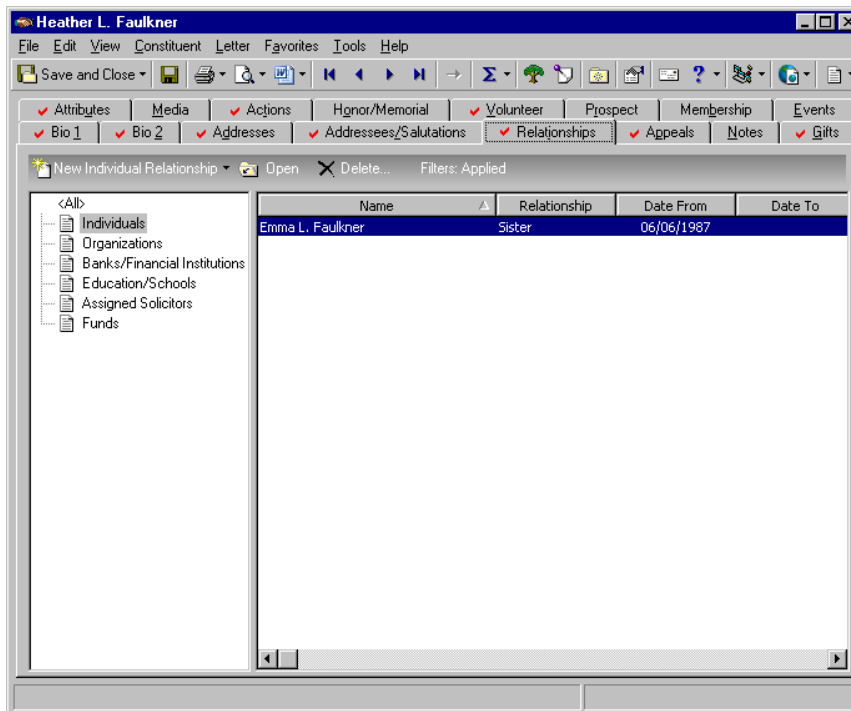 Heather L. Faulkner
File Edit View Constituent Letter Favorites Tools Help
Save and Close
Attributes Media Actions Honor/Memorial Volunteer Prospect Membership Events
Bio 1 Bio 2 Addresses Addressees/Salutations Relationships Appeals Notes Gifts
New Individual Relationship Open Delete... Filters: Applied
<All>
Individuals
Organizations
Banks/Financial Institutions
Education/Schools
Assigned Solicitors
Funds
Name Relationship Date From Date To
Emma L. Faulkner Sister 06/06/1987